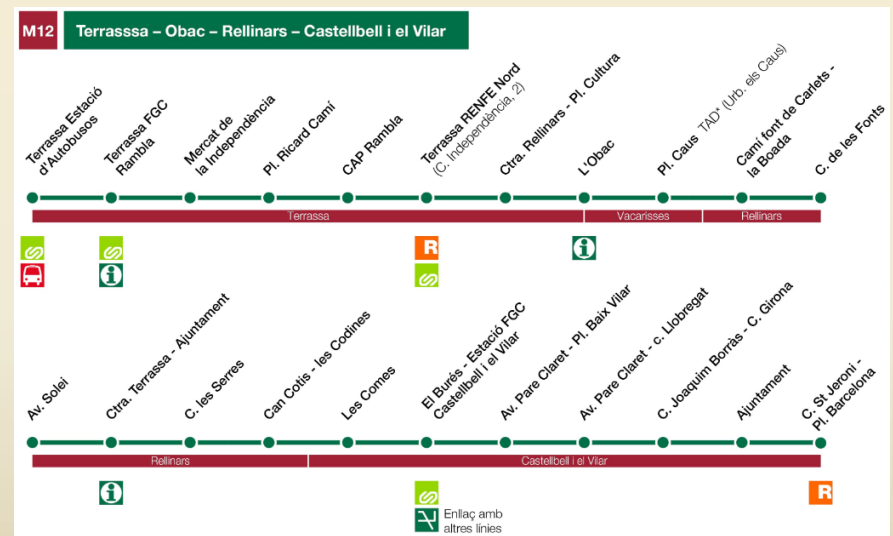 M12
Terrasssa – Obac – Rellinars – Castellbell i el Vilar
Terrassa Estació
d'Autobusos
Terrassa FGC
Rambla
Mercat de
la Independència
Pl. Ricard Camí
CAP Rambla
Terrassa RENFE Nord
(C. Independència, 2)
Ctra. Rellinars - Pl. Cultura
L'Obac
Pl. Caus TAD* (Urb. els Caus)
Camí font de Carlets -
la Boada
C. de les Fonts
Terrassa
Vacarisses
Rellinars
R
Av. Solei
Ctra. Terrassa - Ajuntament
C. les Serres
Can Cotis - les Codines
Les Comes
El Burés - Estació FGC
Castellbell i el Vilar
Av. Pare Claret - Pl. Baix Vilar
Av. Pare Claret - c. Llobregat
C. Joaquim Borràs - C. Girona
Ajuntament
C. St Jeroni -
Pl. Barcelona
Rellinars
Castellbell i el Vilar
R
Enllaç amb
altres línies